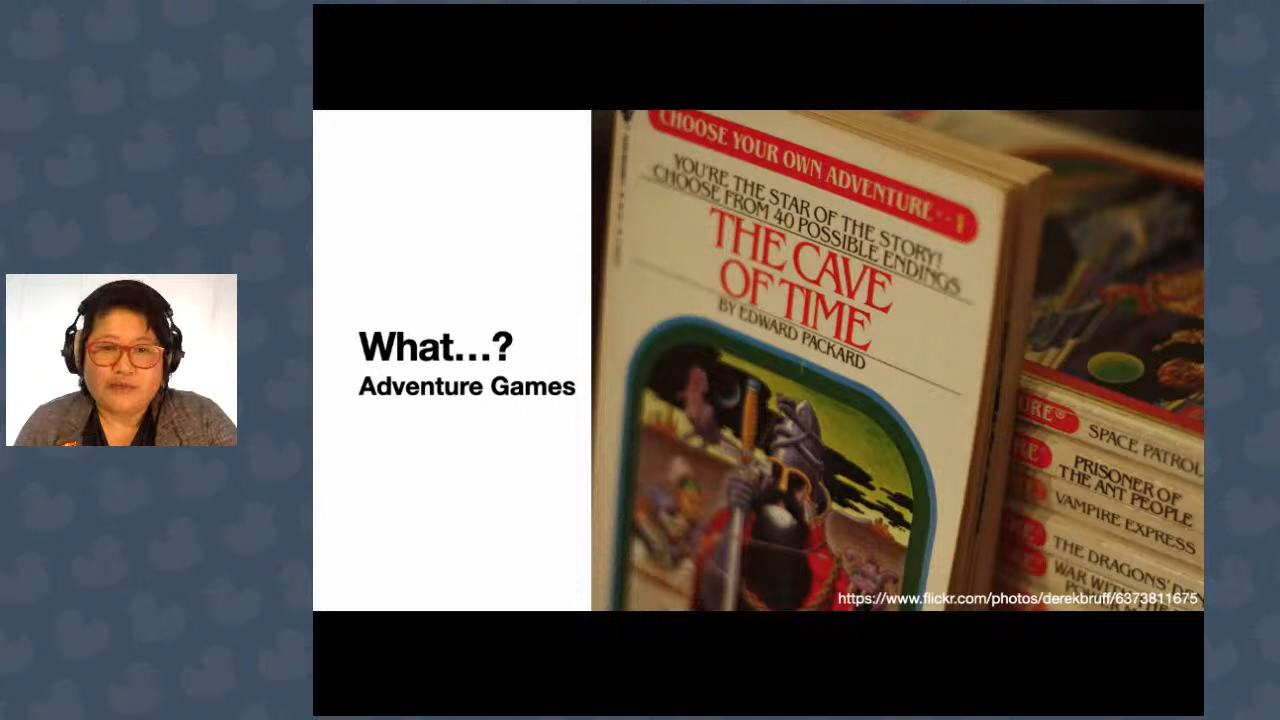 What...?
Adventure Games
CHOOSE YOUR OWN ADVENTURE® 1
YOU'RE THE STAR OF THE STORY!
CHOOSE FROM 40 POSSIBLE ENDINGS
THE CAVE
OF TIME
BY EDWARD PACKARD
SPACE PATROL
PRISONER OF
THE ANT PEOPLE
VAMPIRE EXPRESS
THE DRAGONS'
https://www.flickr.com/photos/derekbruff/6373811675